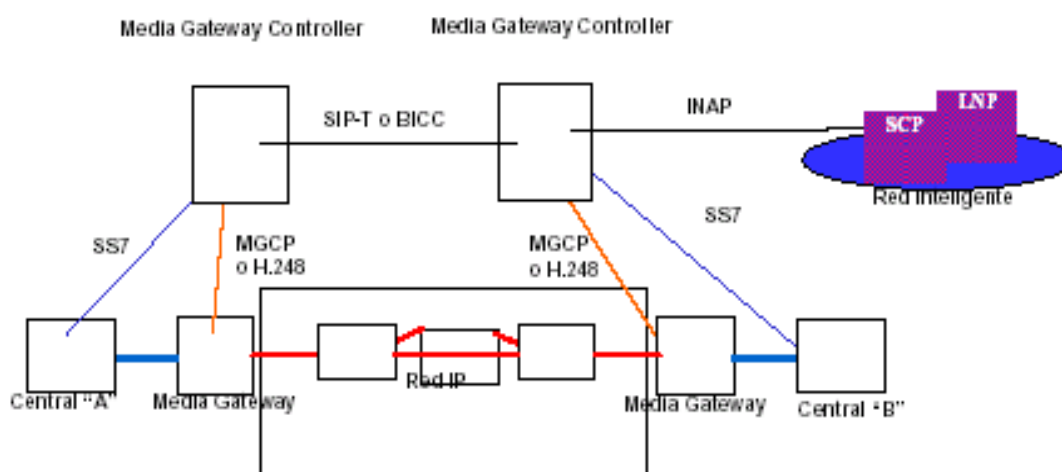 Media Gateway Controller
Media Gateway Controller
SIP-T o BICC
INAP
LNP
SCP
Red Inteligente
SS7
MGCP
o H.248
MGCP
o H.248
SS7
Red IP
Central “A”
Media Gateway
Media Gateway
Central “B”